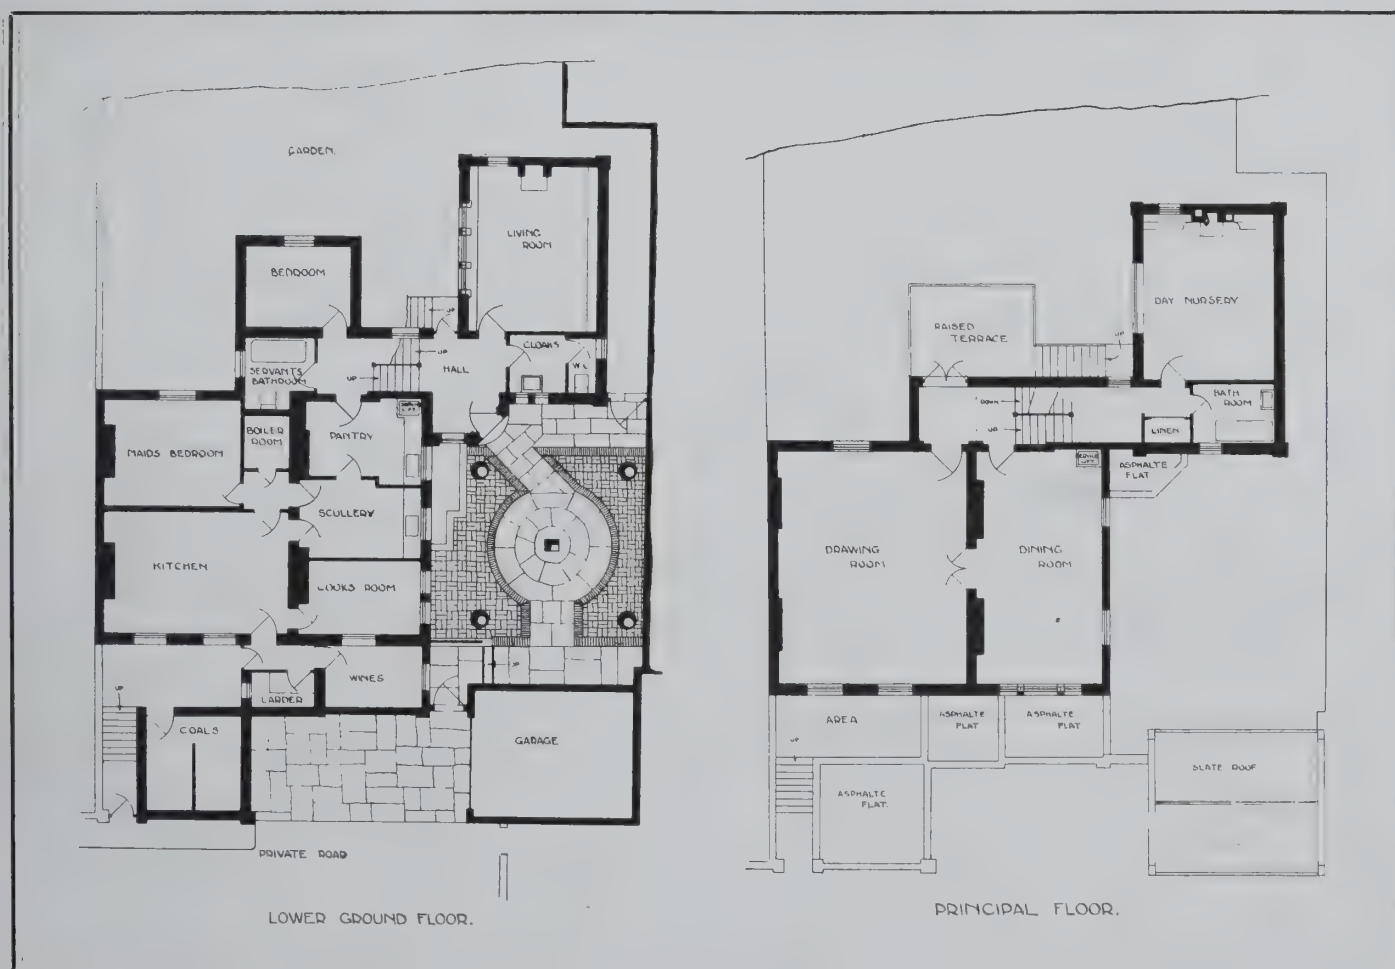 GARDEN.
LIVING
ROOM
BEDROOM
UP
CLOAKS
UP
HALL
W.C.
SERVANTS
BATHROOM
UP
LIFT
BOILER
ROOM
PANTRY
MAIDS BEDROOM
SCULLERY
KITCHEN
COOKS ROOM
UP
WINES
UP
LARDER
COALS
GARAGE
PRIVATE ROAD
LOWER GROUND FLOOR.
DAY NURSERY
RAISED
TERRACE
UP
BATH
ROOM
DOWN
UP
LINEN
SERVICE
LIFT
ASPHALTE
FLAT
DRAWING
ROOM
DINING
ROOM
AREA
ASPHALTE
FLAT
ASPHALTE
FLAT
UP
SLATE ROOF
ASPHALTE
FLAT.
PRINCIPAL FLOOR.